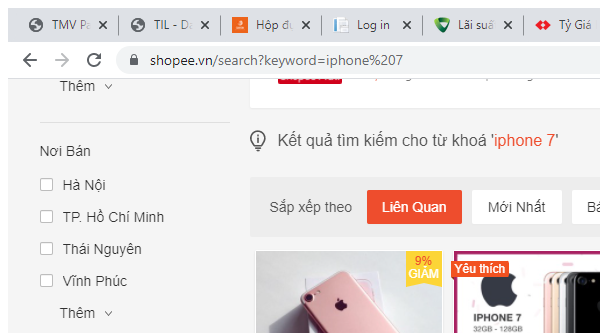 TMV Pa
TIL - Da
Hộp đự
Log in
Lãi suấ
Tỷ Giá
shopee.vn/search?keyword=iphone%207
Thêm
Nơi Bán
Hà Nội
TP. Hồ Chí Minh
Thái Nguyên
Vĩnh Phúc
Thêm
Kết quả tìm kiếm cho từ khoá 'iphone 7'
Sắp xếp theo
Liên Quan
Mới Nhất
Bá
9%
GIẢM
Yêu thích
IPHONE 7
32GB - 128GB